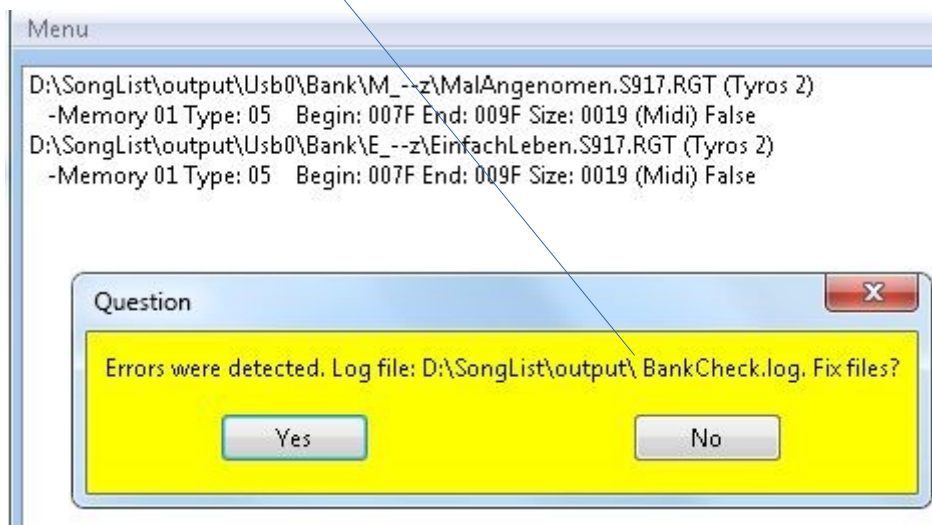 Menu
D:\SongList\output\Usb0\Bank\M_--z\MalAngenomen.S917.RGT (Tyros 2)
-Memory 01 Type: 05 Begin: 007F End: 009F Size: 0019 (Midi) False
D:\SongList\output\Usb0\Bank\E_--z\EinfachLeben.S917.RGT (Tyros 2)
-Memory 01 Type: 05 Begin: 007F End: 009F Size: 0019 (Midi) False
Question
Errors were detected. Log file: D:\SongList\output\ BankCheck.log. Fix files?
Yes
No